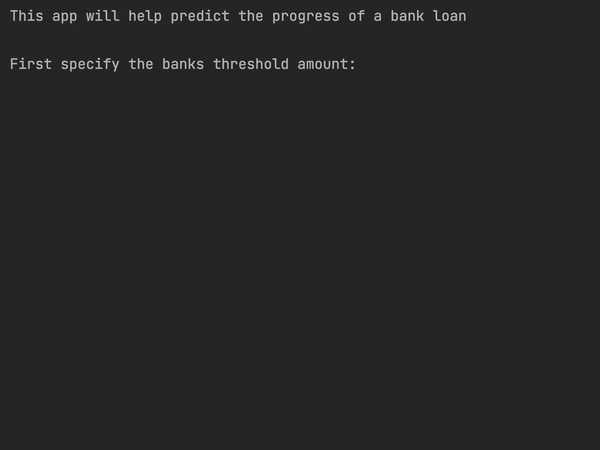 This app will help predict the progress of a bank loan
First specify the banks threshold amount: